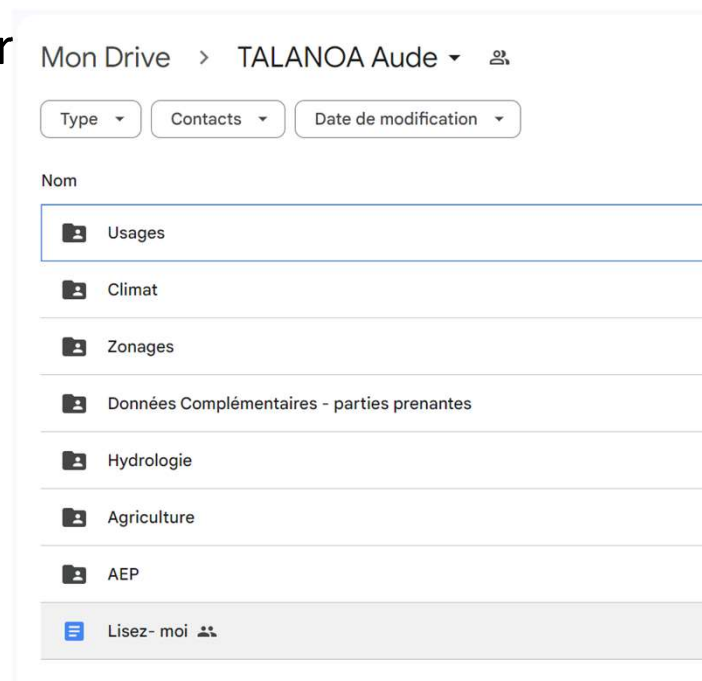 Mon Drive > TALANOA Aude
Type Contacts Date de modification
Nom
Usages
Climat
Zonages
Données Complémentaires - parties prenantes
Hydrologie
Agriculture
AEP
Lisez- moi